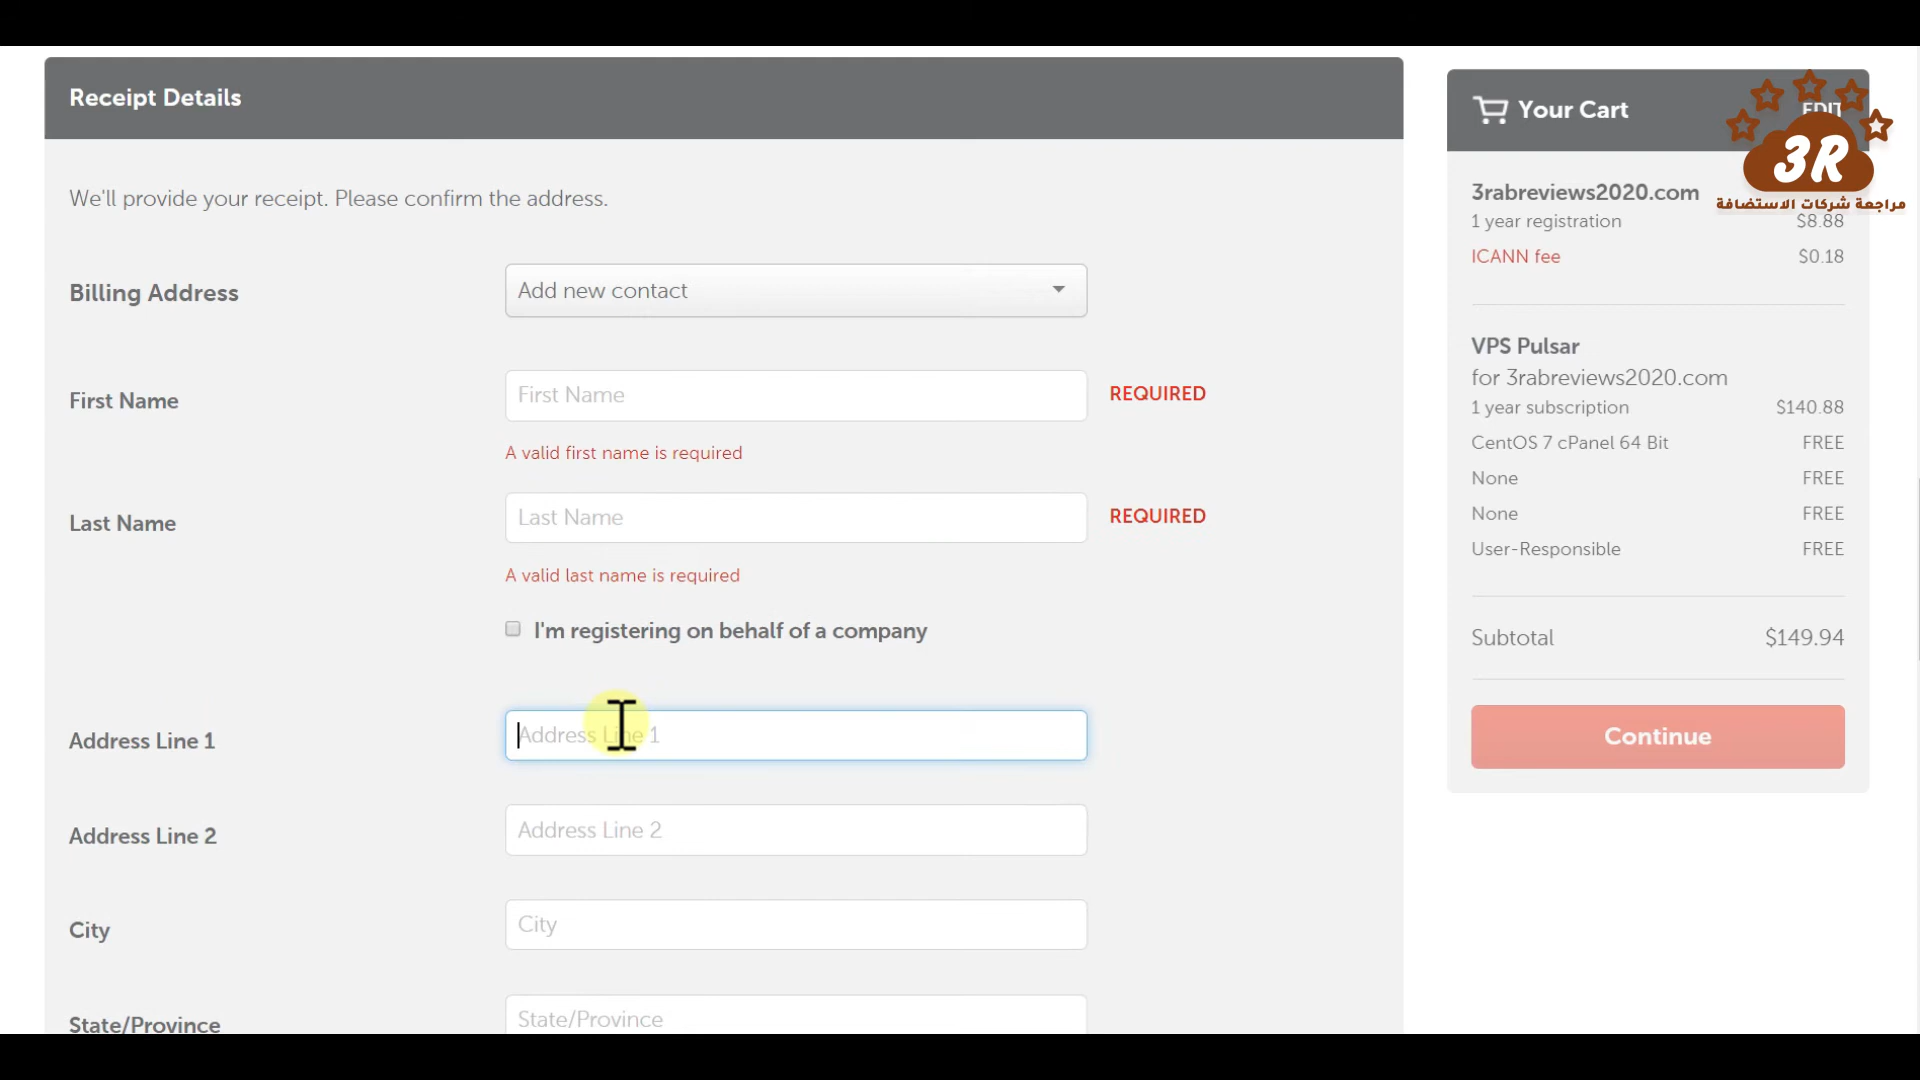 Receipt Details
We'll provide your receipt. Please confirm the address.
Billing Address
Add new contact
First Name
First Name
REQUIRED
A valid first name is required
Last Name
Last Name
REQUIRED
A valid last name is required
I'm registering on behalf of a company
Address Line 1
Address Line 1
Address Line 2
Address Line 2
City
City
State/Province
State/Province
Your Cart
EDIT
3R
مراجعة شركات الاستضافة
3rabreviews2020.com
1 year registration $8.88
ICANN fee $0.18
VPS Pulsar
for 3rabreviews2020.com
1 year subscription $140.88
CentOS 7 cPanel 64 Bit FREE
None FREE
None FREE
User-Responsible FREE
Subtotal $149.94
Continue